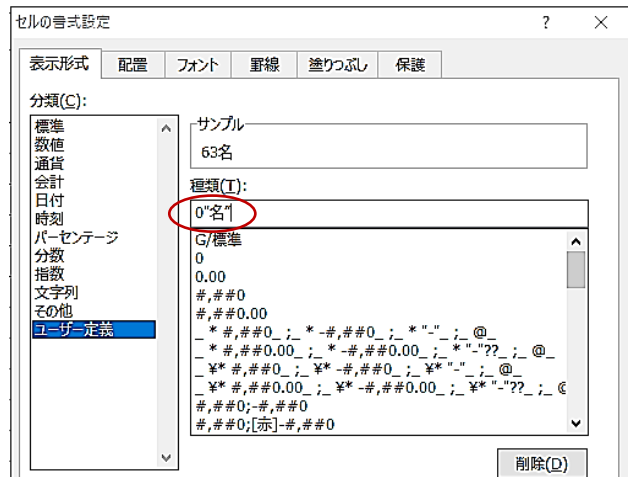 セルの書式設定 ? ×
表示形式 配置 フォント 罫線 塗りつぶし 保護
分類(C):
標準
数値
通貨
会計
日付
時刻
パーセンテージ
分数
指数
文字列
その他
ユーザー定義
サンプル
63名
種類(T):
0"名"
G/標準
0
0.00
#,##0
#,##0.00
_ * #,##0_ ;_ * -#,##0_ ;_ * "-"_ ;_ @_
_ * #,##0.00_ ;_ * -#,##0.00_ ;_ * "-"??_ ;_ @_
_ ¥* #,##0_ ;_ ¥* -#,##0_ ;_ ¥* "-"_ ;_ @_
_ ¥* #,##0.00_ ;_ ¥* -#,##0.00_ ;_ ¥* "-"??_ ;_ @
#,##0;-#,##0
#,##0;[赤]-#,##0
削除(D)